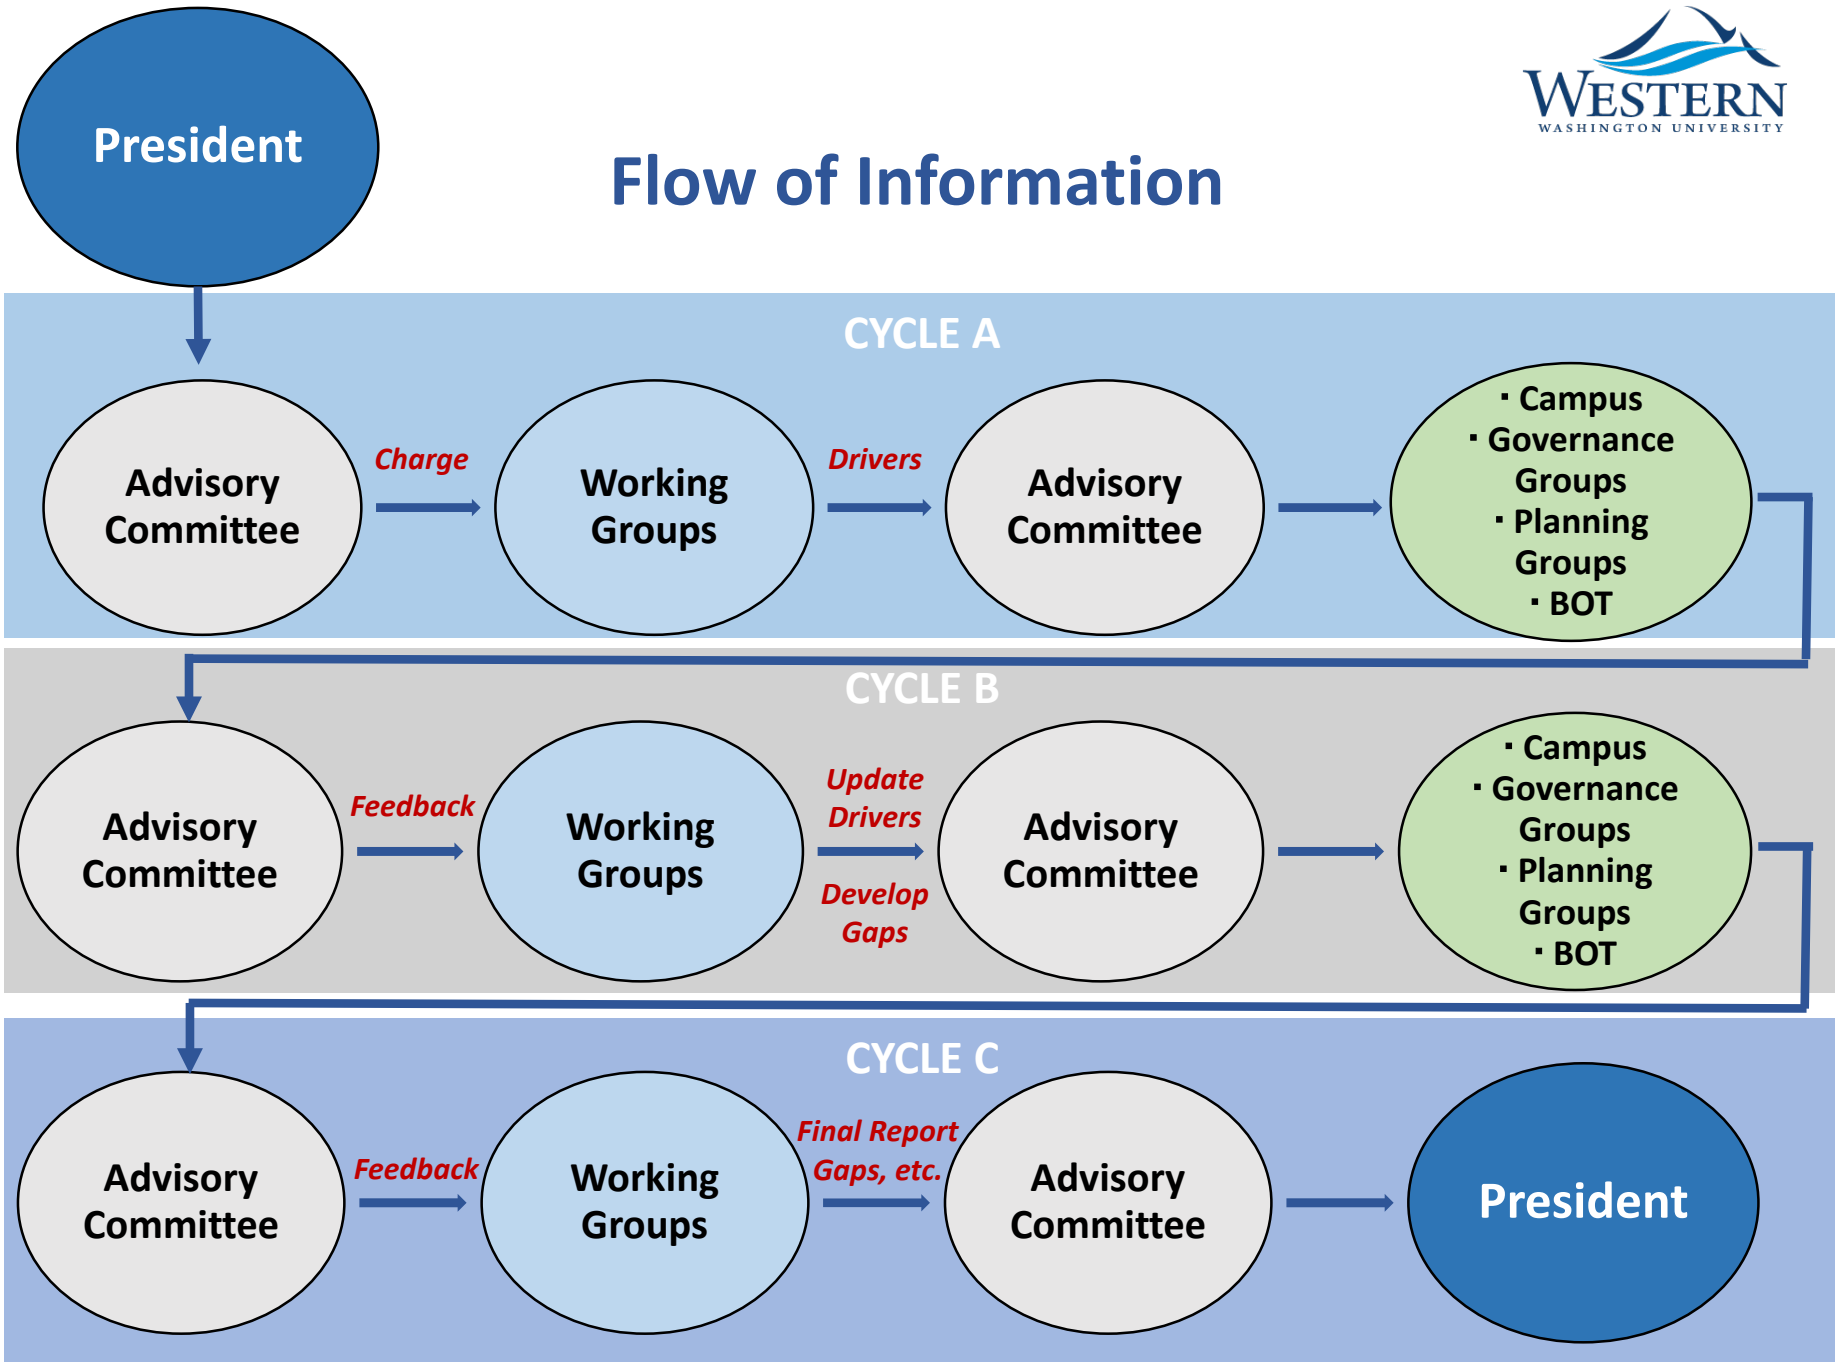 President
WESTERN
WASHINGTON UNIVERSITY
Flow of Information
CYCLE A
Advisory
Committee
Charge
Working
Groups
Drivers
Advisory
Committee
▪ Campus
▪ Governance
Groups
▪ Planning
Groups
▪ BOT
CYCLE B
Advisory
Committee
Feedback
Working
Groups
Update
Drivers
Develop
Gaps
Advisory
Committee
▪ Campus
▪ Governance
Groups
▪ Planning
Groups
▪ BOT
CYCLE C
Advisory
Committee
Feedback
Working
Groups
Final Report
Gaps, etc.
Advisory
Committee
President